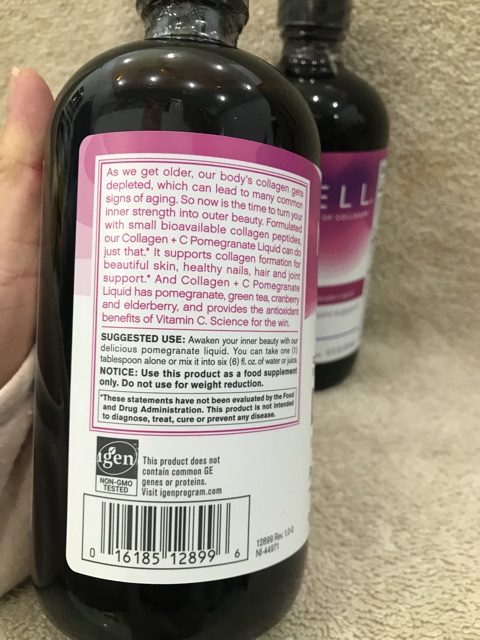 As we get older, our body's collagen gets
depleted, which can lead to many common
signs of aging. So now is the time to turn your
inner strength into outer beauty. Formulated
with small bioavailable collagen peptides,
our Collagen + C Pomegranate Liquid can do
just that.* It supports collagen formation for
beautiful skin, healthy nails, hair and joint
support.* And Collagen + C Pomegranate
Liquid has pomegranate, green tea, cranberry
and elderberry, and provides the antioxidant
benefits of Vitamin C. Science for the win.
SUGGESTED USE: Awaken your inner beauty with our
delicious pomegranate liquid. You can take one (1)
tablespoon alone or mix it into six (6) fl. oz. of water or juice.
NOTICE: Use this product as a food supplement
only. Do not use for weight reduction.
*These statements have not been evaluated by the Food
and Drug Administration. This product is not intended
to diagnose, treat, cure or prevent any disease.
igen
NON-GMO
TESTED
This product does not
contain common GE
genes or proteins.
Visit igenprogram.com
0 16185 12899 6
12899 Rev. 1.0-0
NI-44971
ELL
OF COLLAGEN